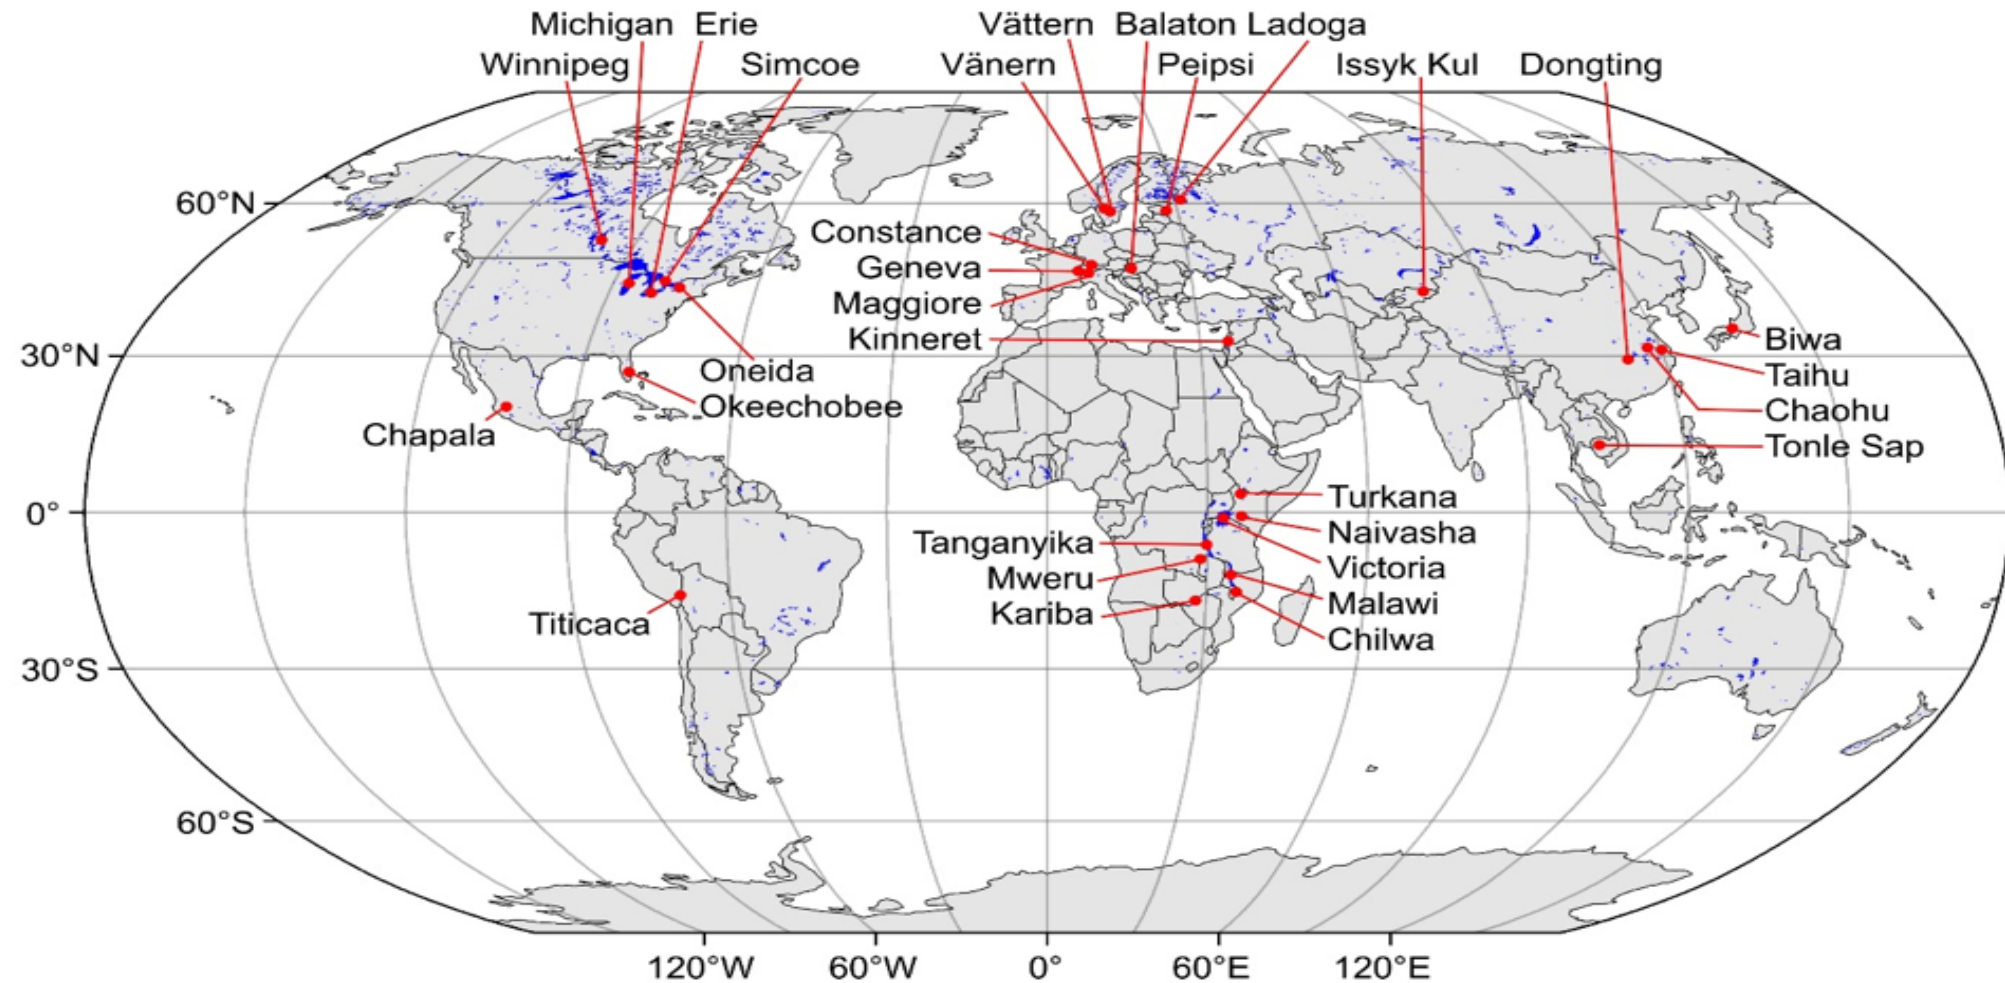 Michigan Erie Vättern Balaton Ladoga
Winnipeg Simcoe Vänern Peipsi Issyk Kul Dongting
60°N
Constance
Geneva
Maggiore
Kinneret
Biwa
30°N
Oneida
Taihu
Okeechobee
Chaohu
Chapala
Tonle Sap
Turkana
0°
Naivasha
Tanganyika
Victoria
Mweru
Malawi
Kariba
Titicaca
Chilwa
30°S
60°S
120°W 60°W 0° 60°E 120°E